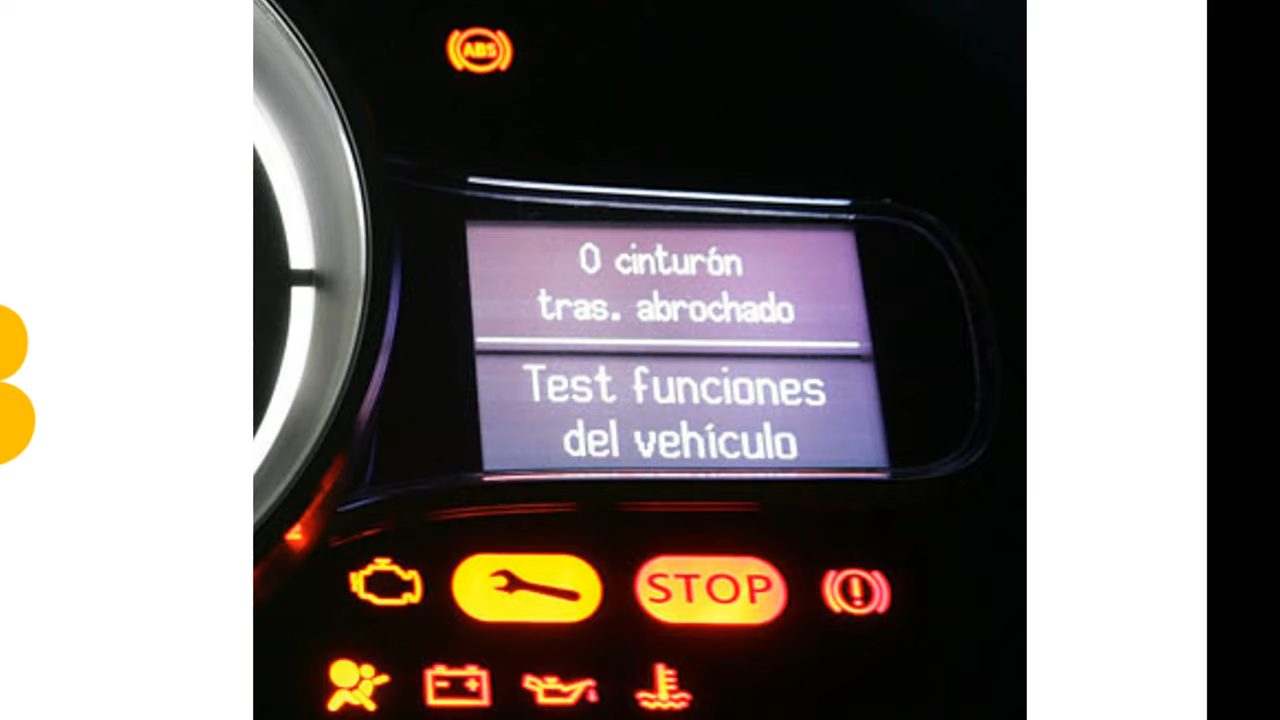 ABS
0 cinturón
tras. abrochado
Test funciones
del vehículo
STOP